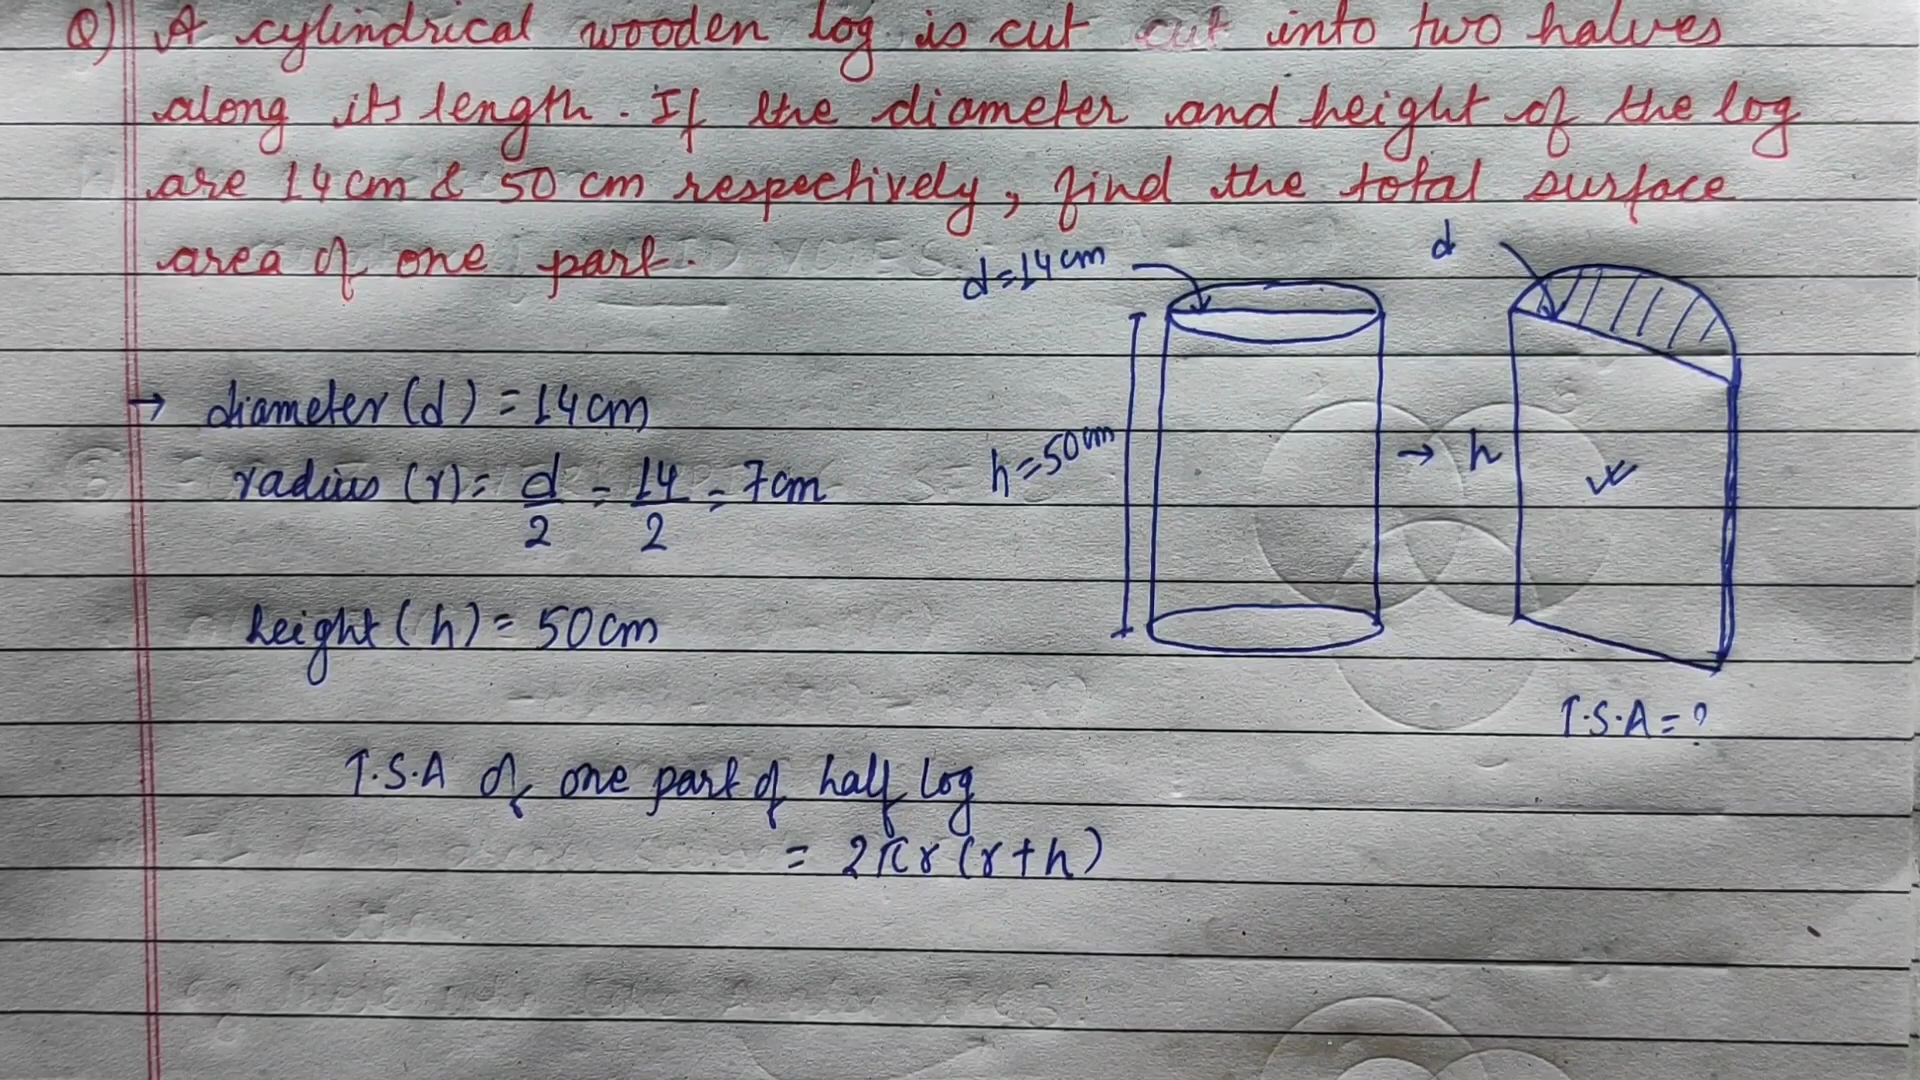 Q) A cylindrical wooden log is cut cut into two halves
along its length. If the diameter and height of the log
are 14 cm & 50 cm respectively, find the total surface
area of one part.
d=14cm
d
→ diameter (d) = 14cm
radius (r) = d/2 = 14/2 = 7cm
h=50cm
→ h
height (h) = 50cm
T.S.A = ?
T.S.A of one part of half log
= 2πr (r+h)